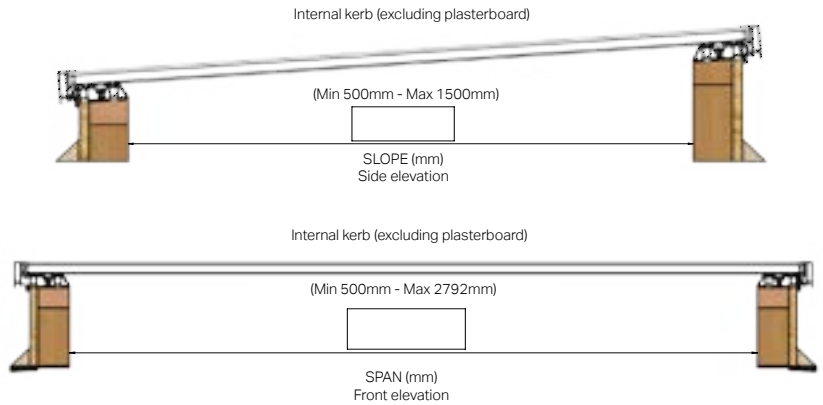 Internal kerb (excluding plasterboard)
(Min 500mm - Max 1500mm)
SLOPE (mm)
Side elevation
Internal kerb (excluding plasterboard)
(Min 500mm - Max 2792mm)
SPAN (mm)
Front elevation